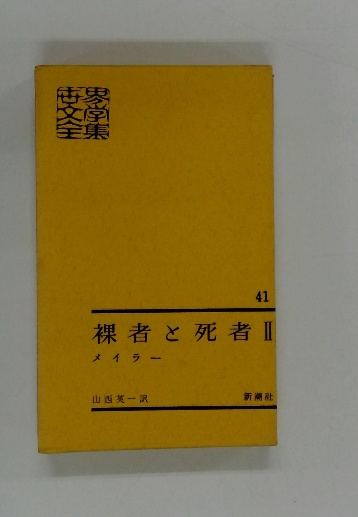 世界文学全集
41
裸者と死者 II
メイラー
山西英一訳 新潮社